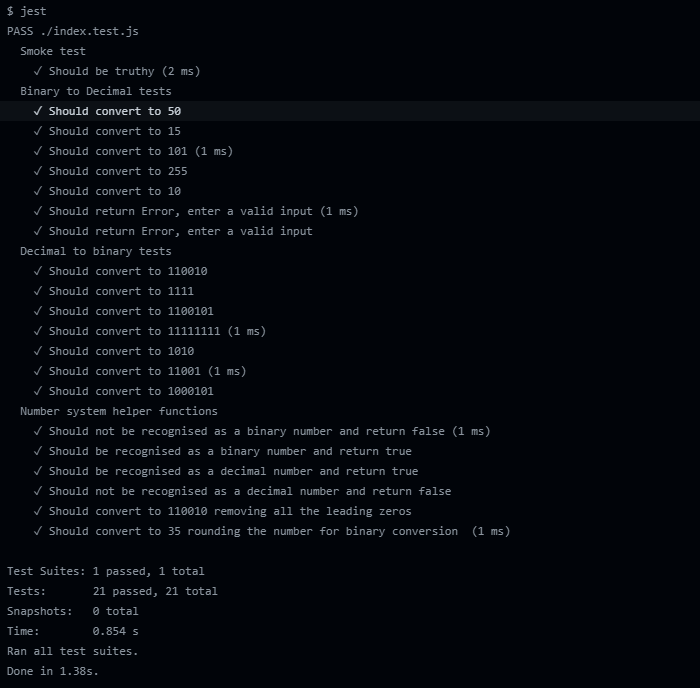 $ jest
PASS ./index.test.js
Smoke test
✓ Should be truthy (2 ms)
Binary to Decimal tests
✓ Should convert to 50
✓ Should convert to 15
✓ Should convert to 101 (1 ms)
✓ Should convert to 255
✓ Should convert to 10
✓ Should return Error, enter a valid input (1 ms)
✓ Should return Error, enter a valid input
Decimal to binary tests
✓ Should convert to 110010
✓ Should convert to 1111
✓ Should convert to 1100101
✓ Should convert to 11111111 (1 ms)
✓ Should convert to 1010
✓ Should convert to 11001 (1 ms)
✓ Should convert to 1000101
Number system helper functions
✓ Should not be recognised as a binary number and return false (1 ms)
✓ Should be recognised as a binary number and return true
✓ Should be recognised as a decimal number and return true
✓ Should not be recognised as a decimal number and return false
✓ Should convert to 110010 removing all the leading zeros
✓ Should convert to 35 rounding the number for binary conversion  (1 ms)
Test Suites: 1 passed, 1 total
Tests:       21 passed, 21 total
Snapshots:   0 total
Time:        0.854 s
Ran all test suites.
Done in 1.38s.